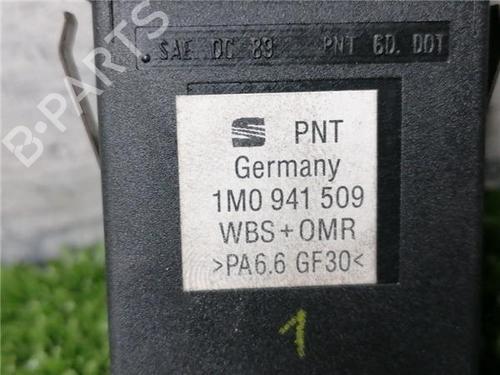 .SAE DC 89 PNT 6D. DOT
PNT
Germany
1M0 941 509
WBS+OMR
>PA6.6 GF30<
1
B-PARTS